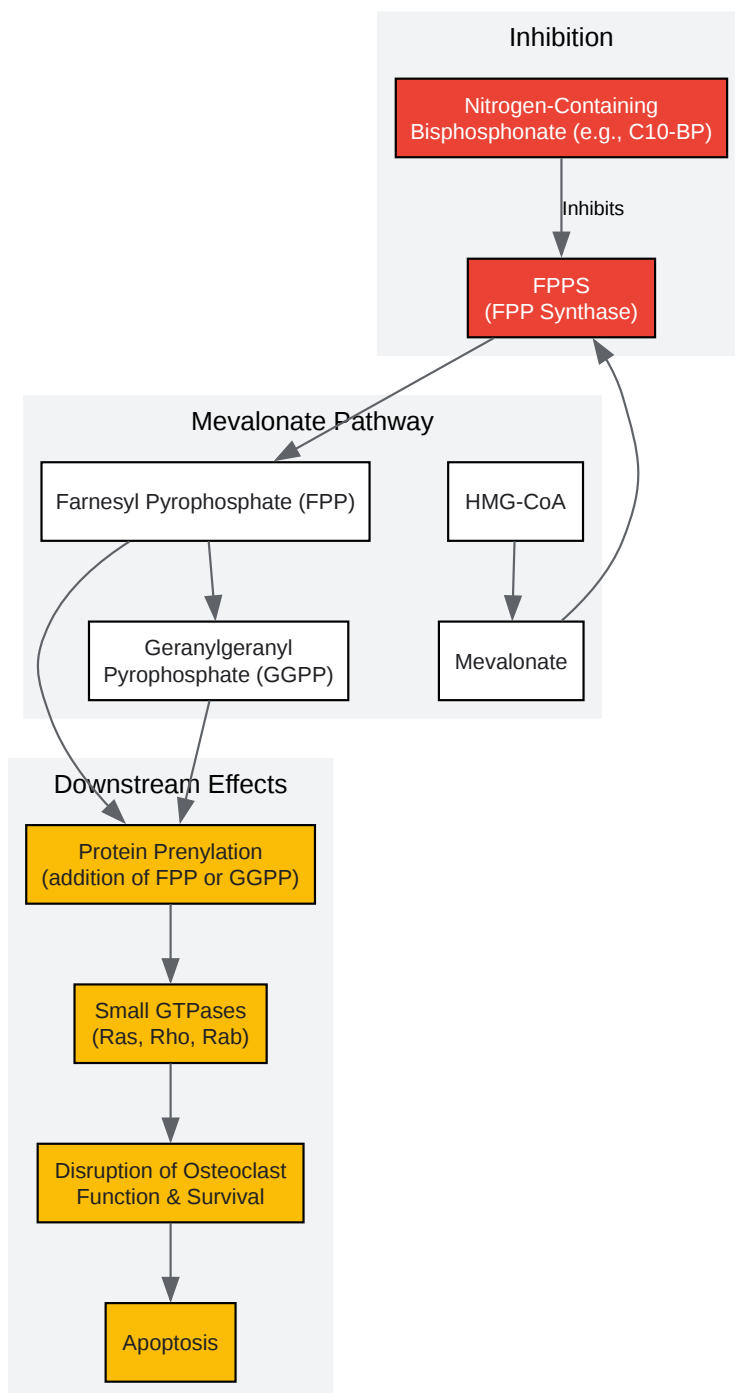 Inhibition
Nitrogen-Containing
Bisphosphonate (e.g., C10-BP)
Inhibits
FPPS
(FPP Synthase)
Mevalonate Pathway
Farnesyl Pyrophosphate (FPP)
HMG-CoA
Geranylgeranyl
Pyrophosphate (GGPP)
Mevalonate
Downstream Effects
Protein Prenylation
(addition of FPP or GGPP)
Small GTPases
(Ras, Rho, Rab)
Disruption of Osteoclast
Function & Survival
Apoptosis